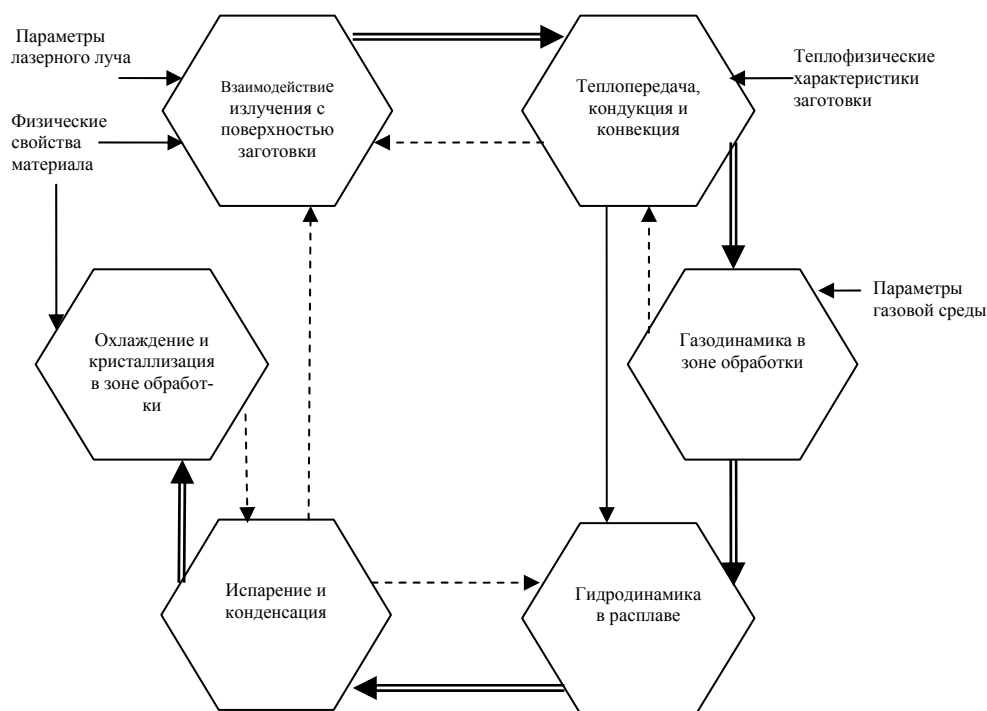 Параметры
лазерного луча
Физические
свойства
материала
Взаимодействие
излучения с
поверхностью
заготовки
Теплопередача,
кондукция и
конвекция
Теплофизические
характеристики
заготовки
Параметры
газовой среды
Охлаждение и
кристаллизация
в зоне обработ-
ки
Газодинамика в
зоне обработки
Испарение и
конденсация
Гидродинамика
в расплаве